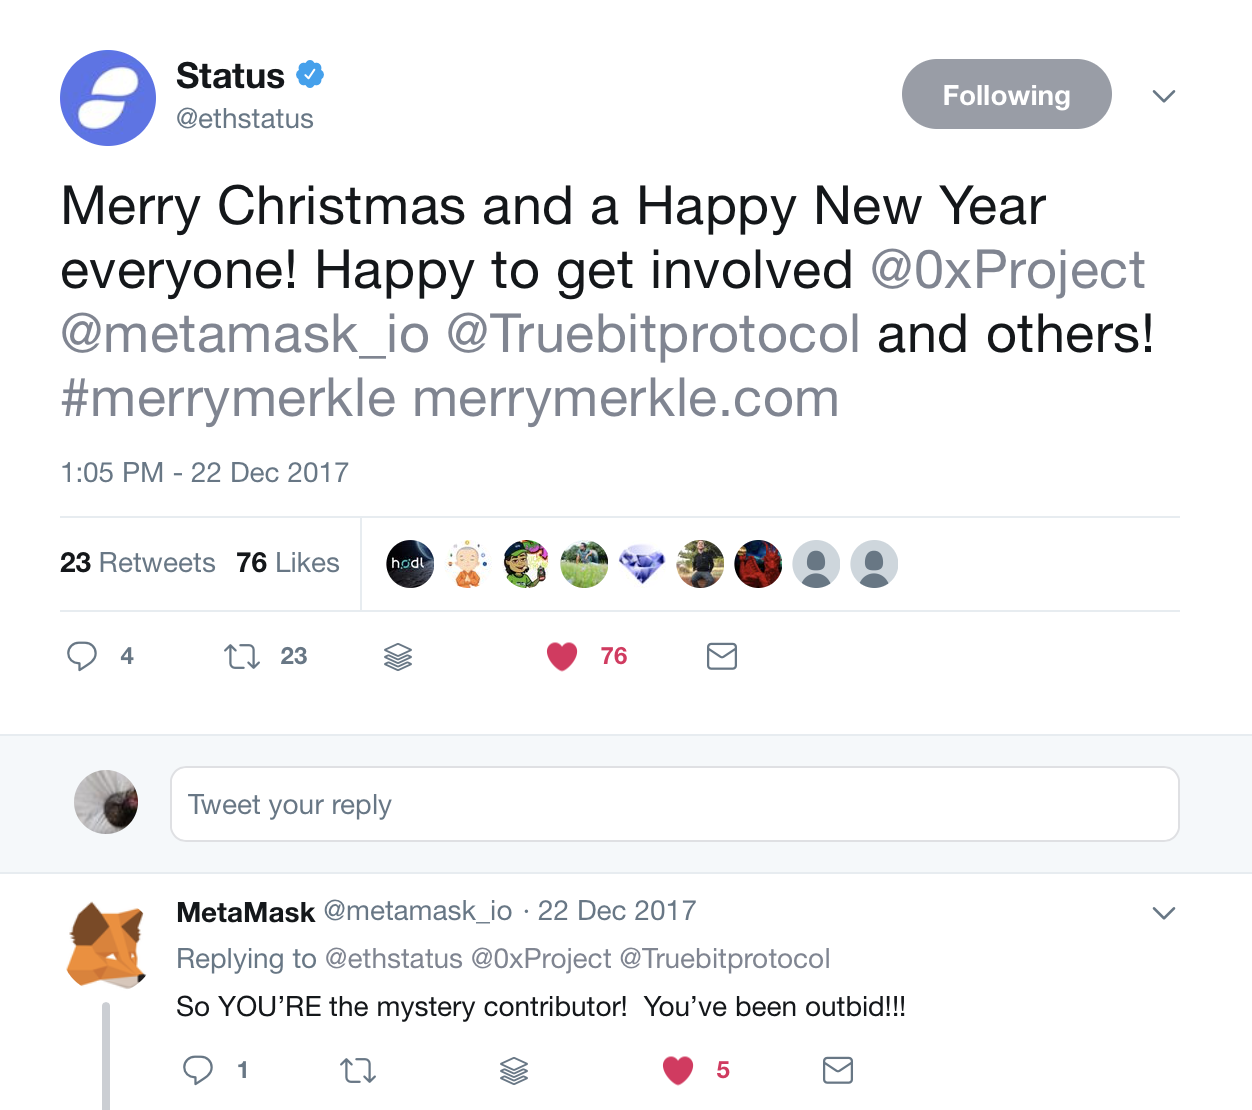 Status
@ethstatus
Following
Merry Christmas and a Happy New Year
everyone! Happy to get involved @0xProject
@metamask_io @Truebitprotocol and others!
#merrymerkle merrymerkle.com
1:05 PM - 22 Dec 2017
23 Retweets 76 Likes
hodl
4 23 76
Tweet your reply
MetaMask @metamask_io · 22 Dec 2017
Replying to @ethstatus @0xProject @Truebitprotocol
So YOU’RE the mystery contributor!  You’ve been outbid!!!
1 5